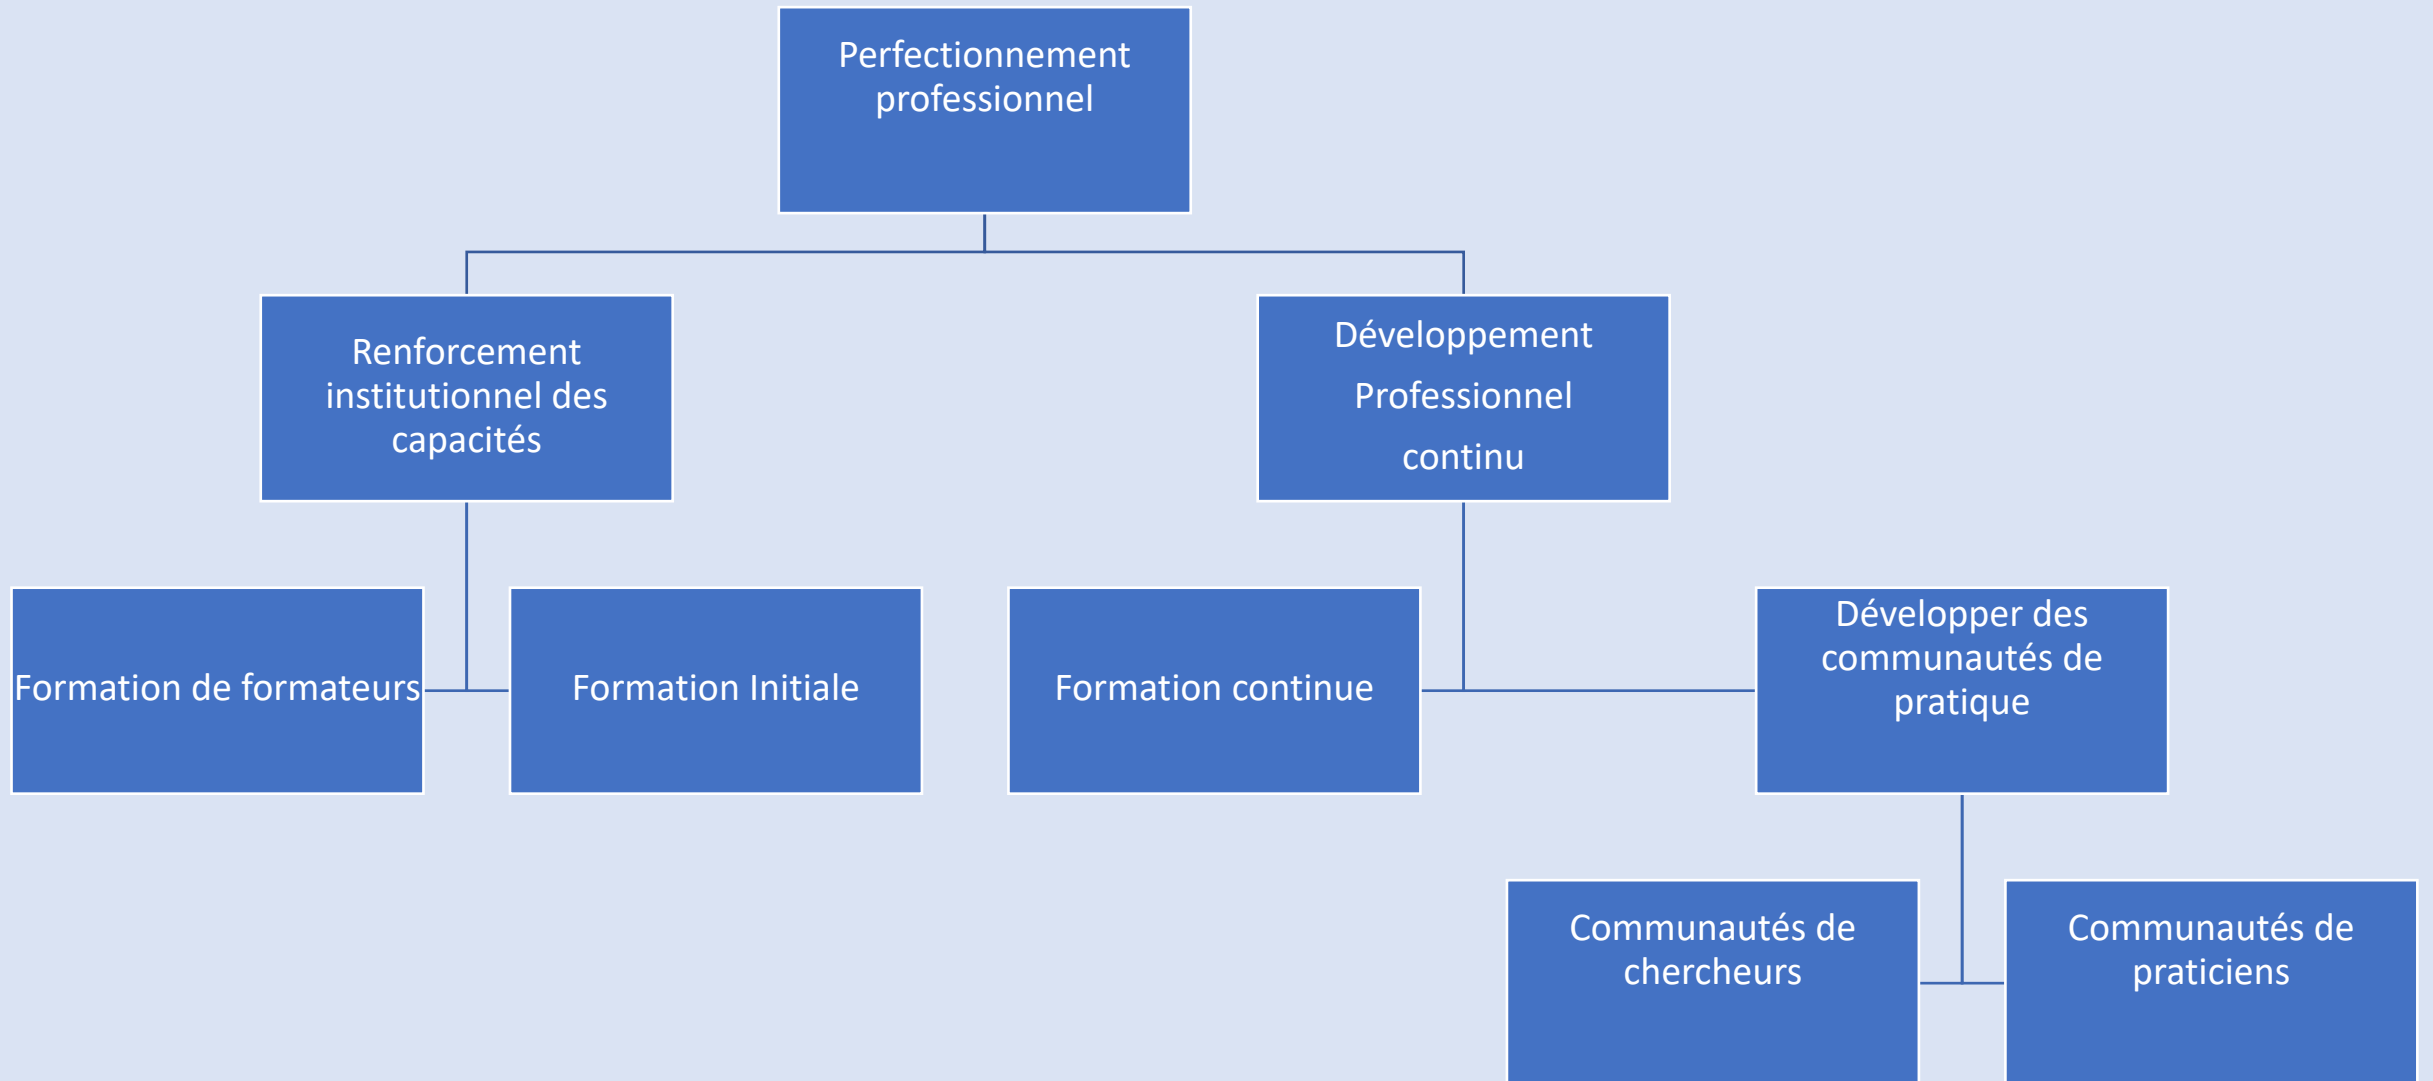 Perfectionnement
professionnel
Renforcement
institutionnel des
capacités
Développement
Professionnel
continu
Formation de formateurs
Formation Initiale
Formation continue
Développer des
communautés de
pratique
Communautés de
chercheurs
Communautés de
praticiens